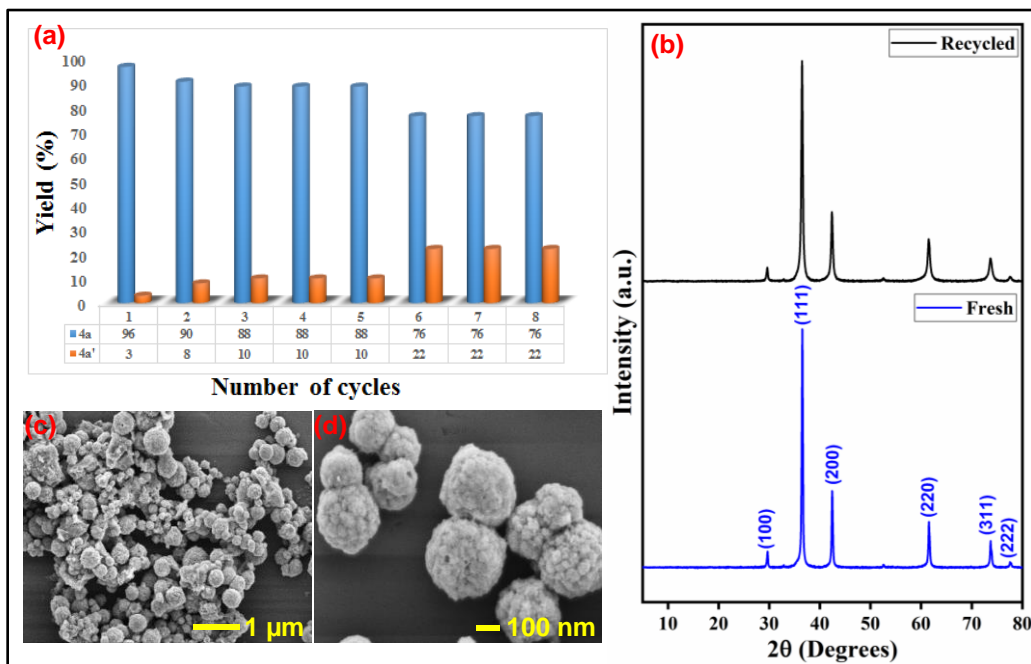 (a)
100
90
80
70
60
50
40
30
20
10
0
Yield (%)
1 2 3 4 5 6 7 8
4a 96 90 88 88 88 76 76 76
4a' 3 8 10 10 10 22 22 22
Number of cycles
(b)
Recycled
Fresh
(100)
(111)
(200)
(220)
(311)
(222)
Intensity (a.u.)
10 20 30 40 50 60 70 80
2θ (Degrees)
(c)
1 µm
(d)
100 nm